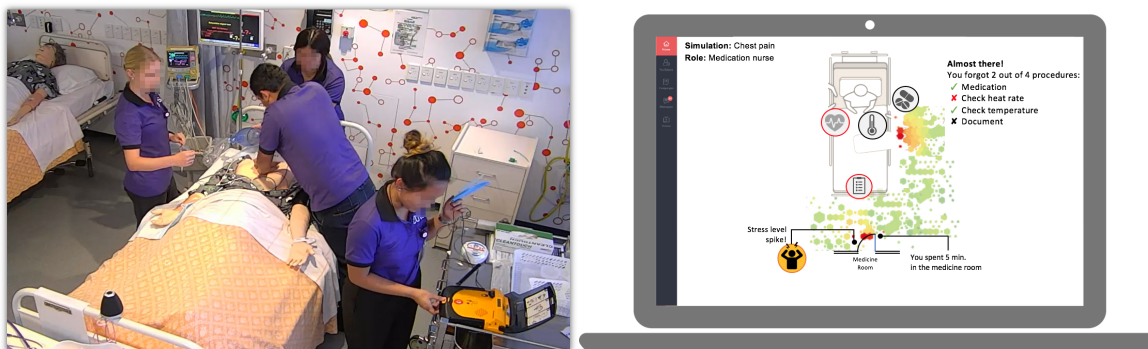 Simulation: Chest pain
Role: Medication nurse
Almost there!
You forgot 2 out of 4 procedures:
✓ Medication
✘ Check heat rate
✓ Check temperature
✘ Document
Stress level
spike!
Medicine
Room
You spent 5 min.
in the medicine room